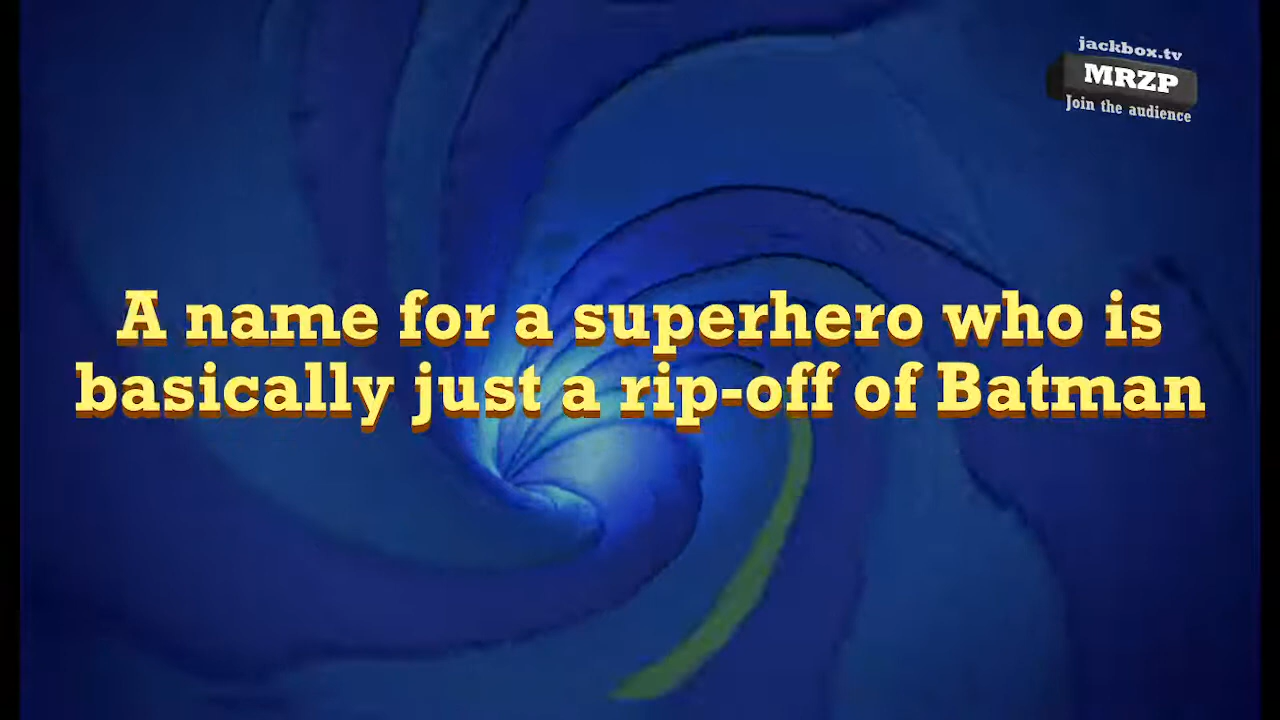 jackbox.tv
MRZP
Join the audience
A name for a superhero who is
basically just a rip-off of Batman